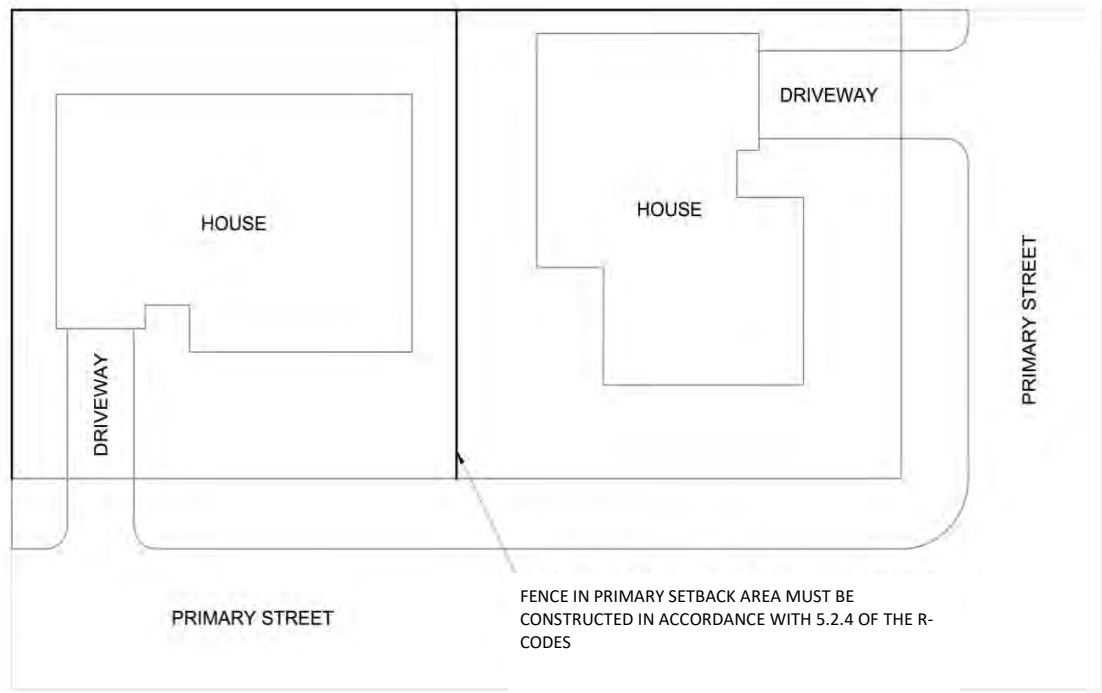 DRIVEWAY
HOUSE
HOUSE
PRIMARY STREET
DRIVEWAY
PRIMARY STREET
FENCE IN PRIMARY SETBACK AREA MUST BE
CONSTRUCTED IN ACCORDANCE WITH 5.2.4 OF THE R-
CODES